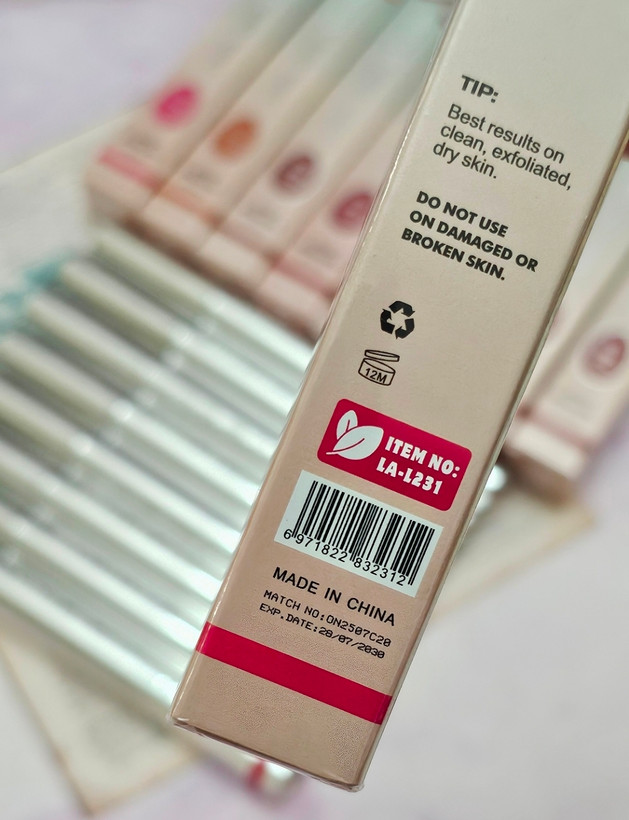 TIP:
Best results on
clean, exfoliated,
dry skin.
DO NOT USE
ON DAMAGED OR
BROKEN SKIN.
12M
ITEM NO:
LA-L231
6 971822 832312
MADE IN CHINA
MATCH NO:ON2507C20
EXP.DATE:20/07/2030